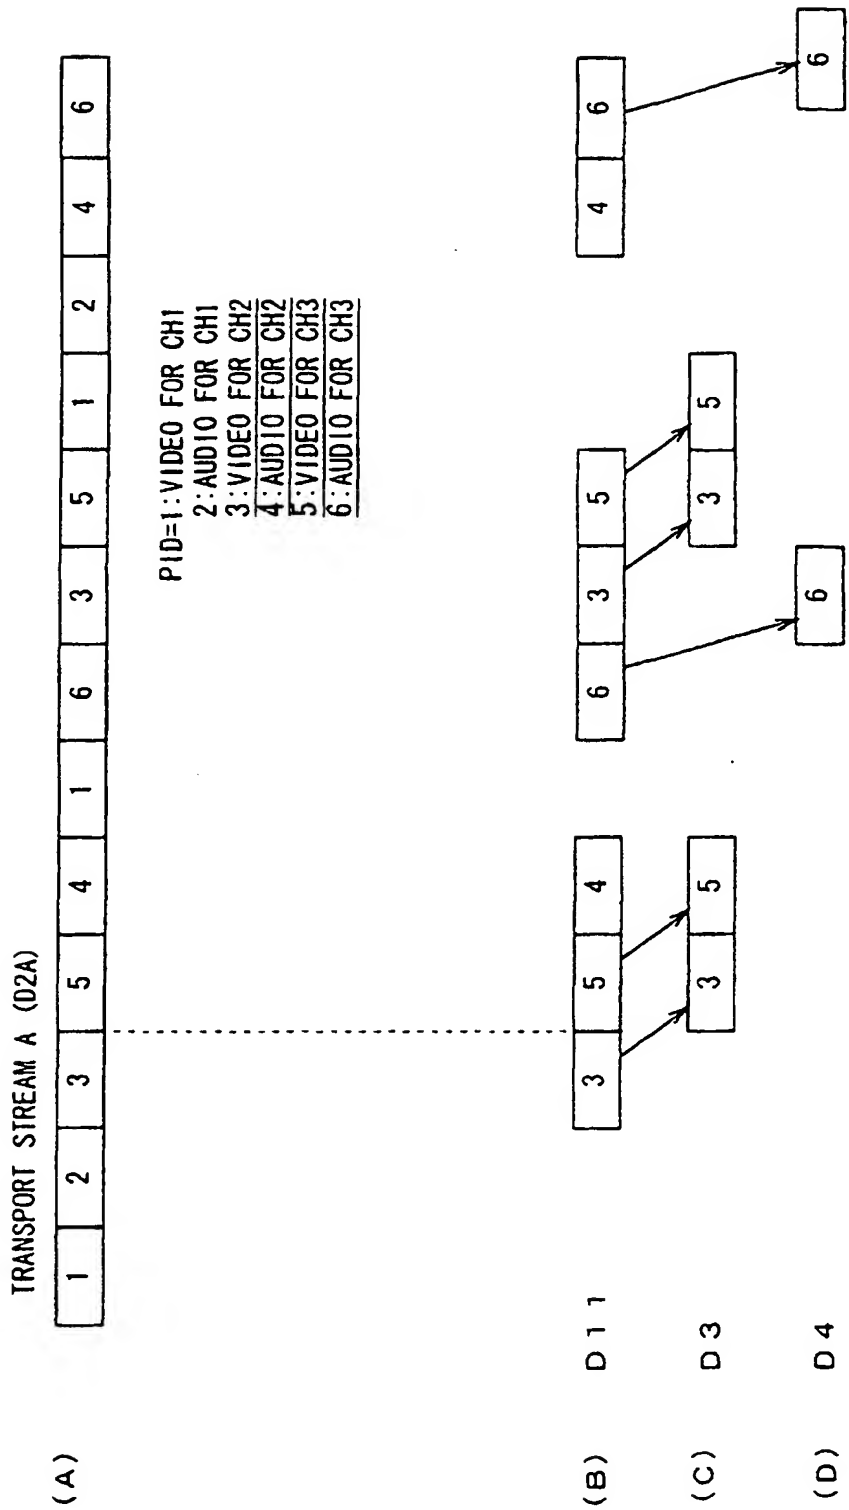 TRANSPORT STREAM A (D2A)
(A)
1 2 3 5 4 1 6 3 5 1 2 4 6
PID=1:VIDEO FOR CH1
2:AUDIO FOR CH1
3:VIDEO FOR CH2
4:AUDIO FOR CH2
5:VIDEO FOR CH3
6:AUDIO FOR CH3
(B) D11 3 5 4 6 3 5 4 6
(C) D3 3 5 3 5
(D) D4 6 6